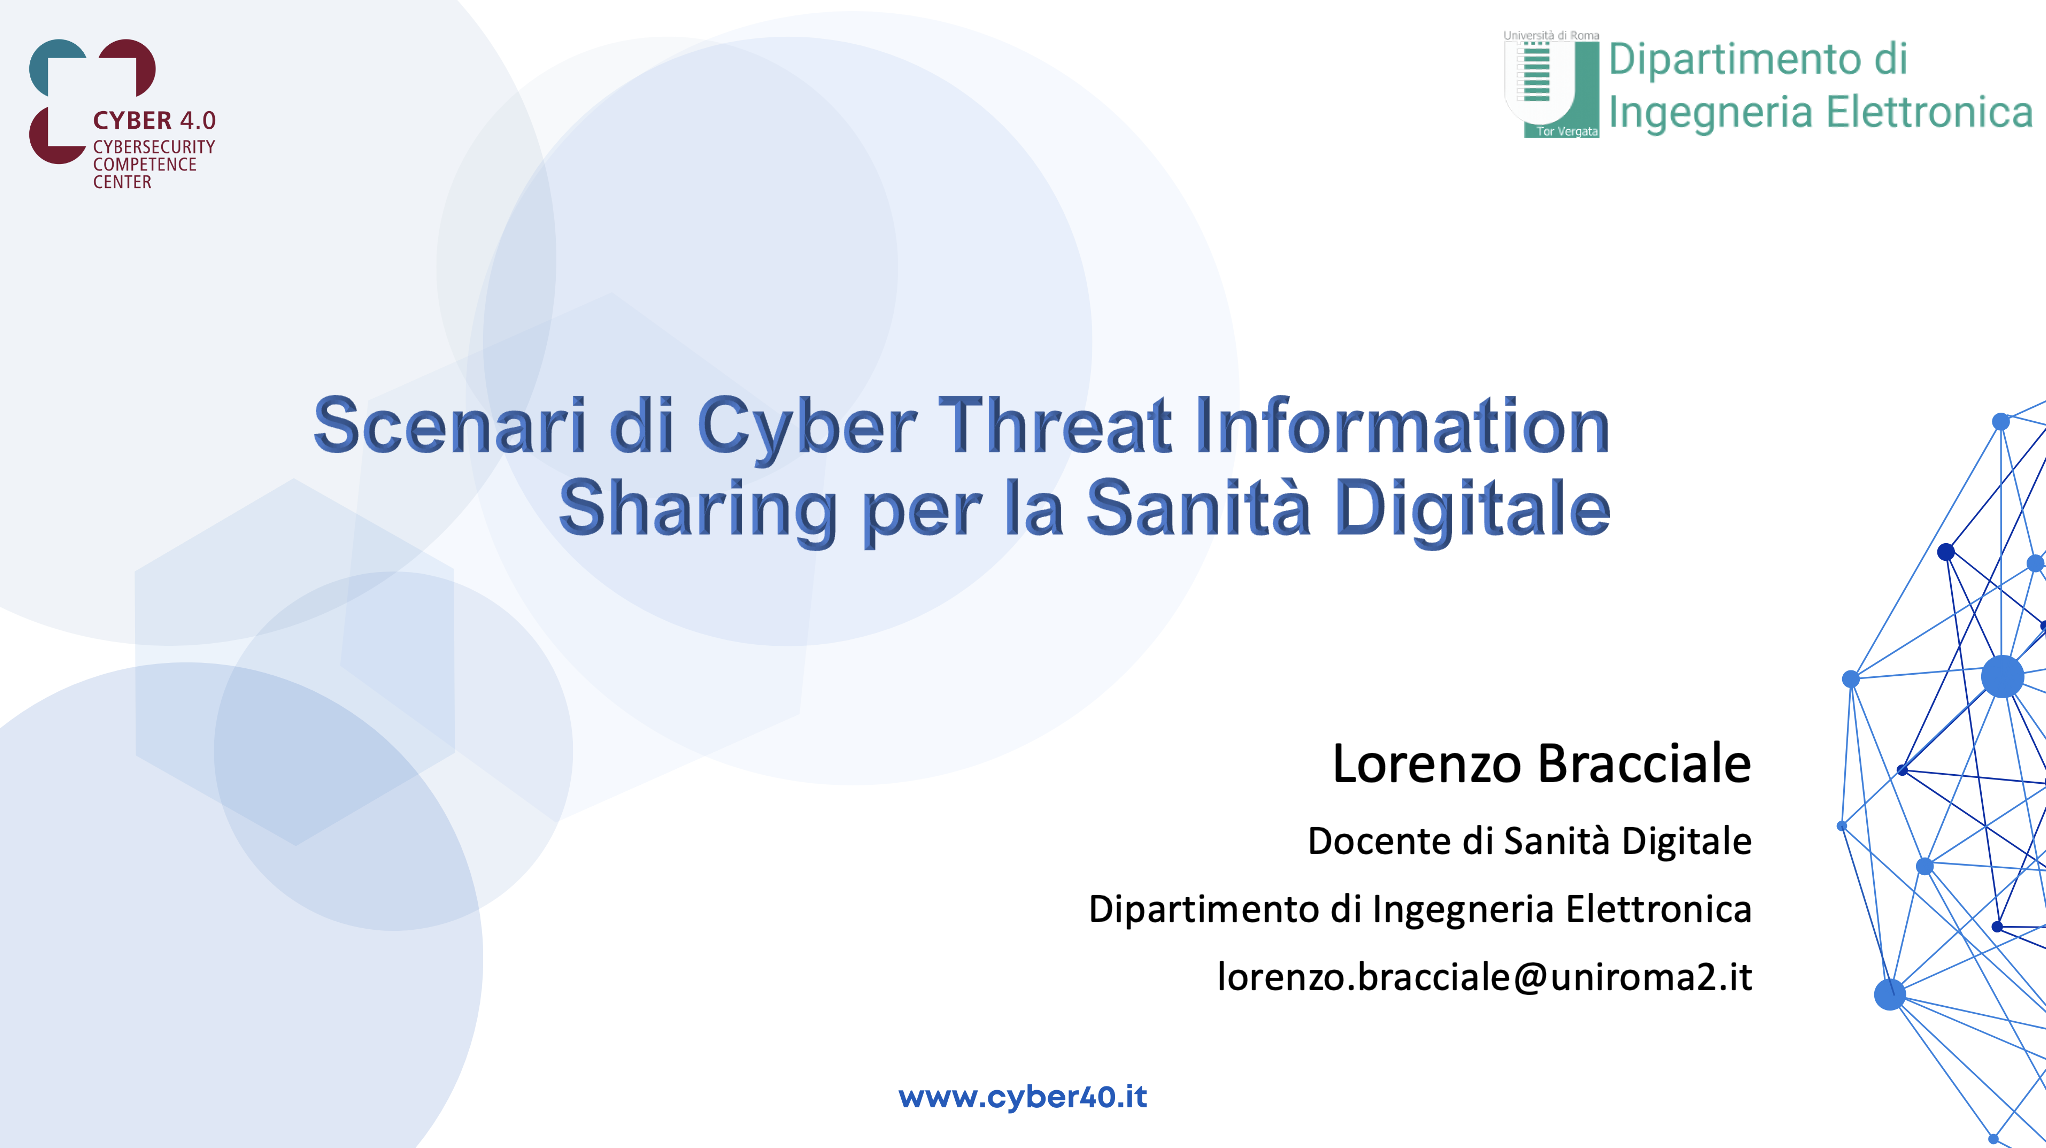 CYBER 4.0
CYBERSECURITY
COMPETENCE
CENTER
Università di Roma
Tor Vergata
Dipartimento di
Ingegneria Elettronica
Scenari di Cyber Threat Information
Sharing per la Sanità Digitale
Lorenzo Bracciale
Docente di Sanità Digitale
Dipartimento di Ingegneria Elettronica
lorenzo.bracciale@uniroma2.it
www.cyber40.it